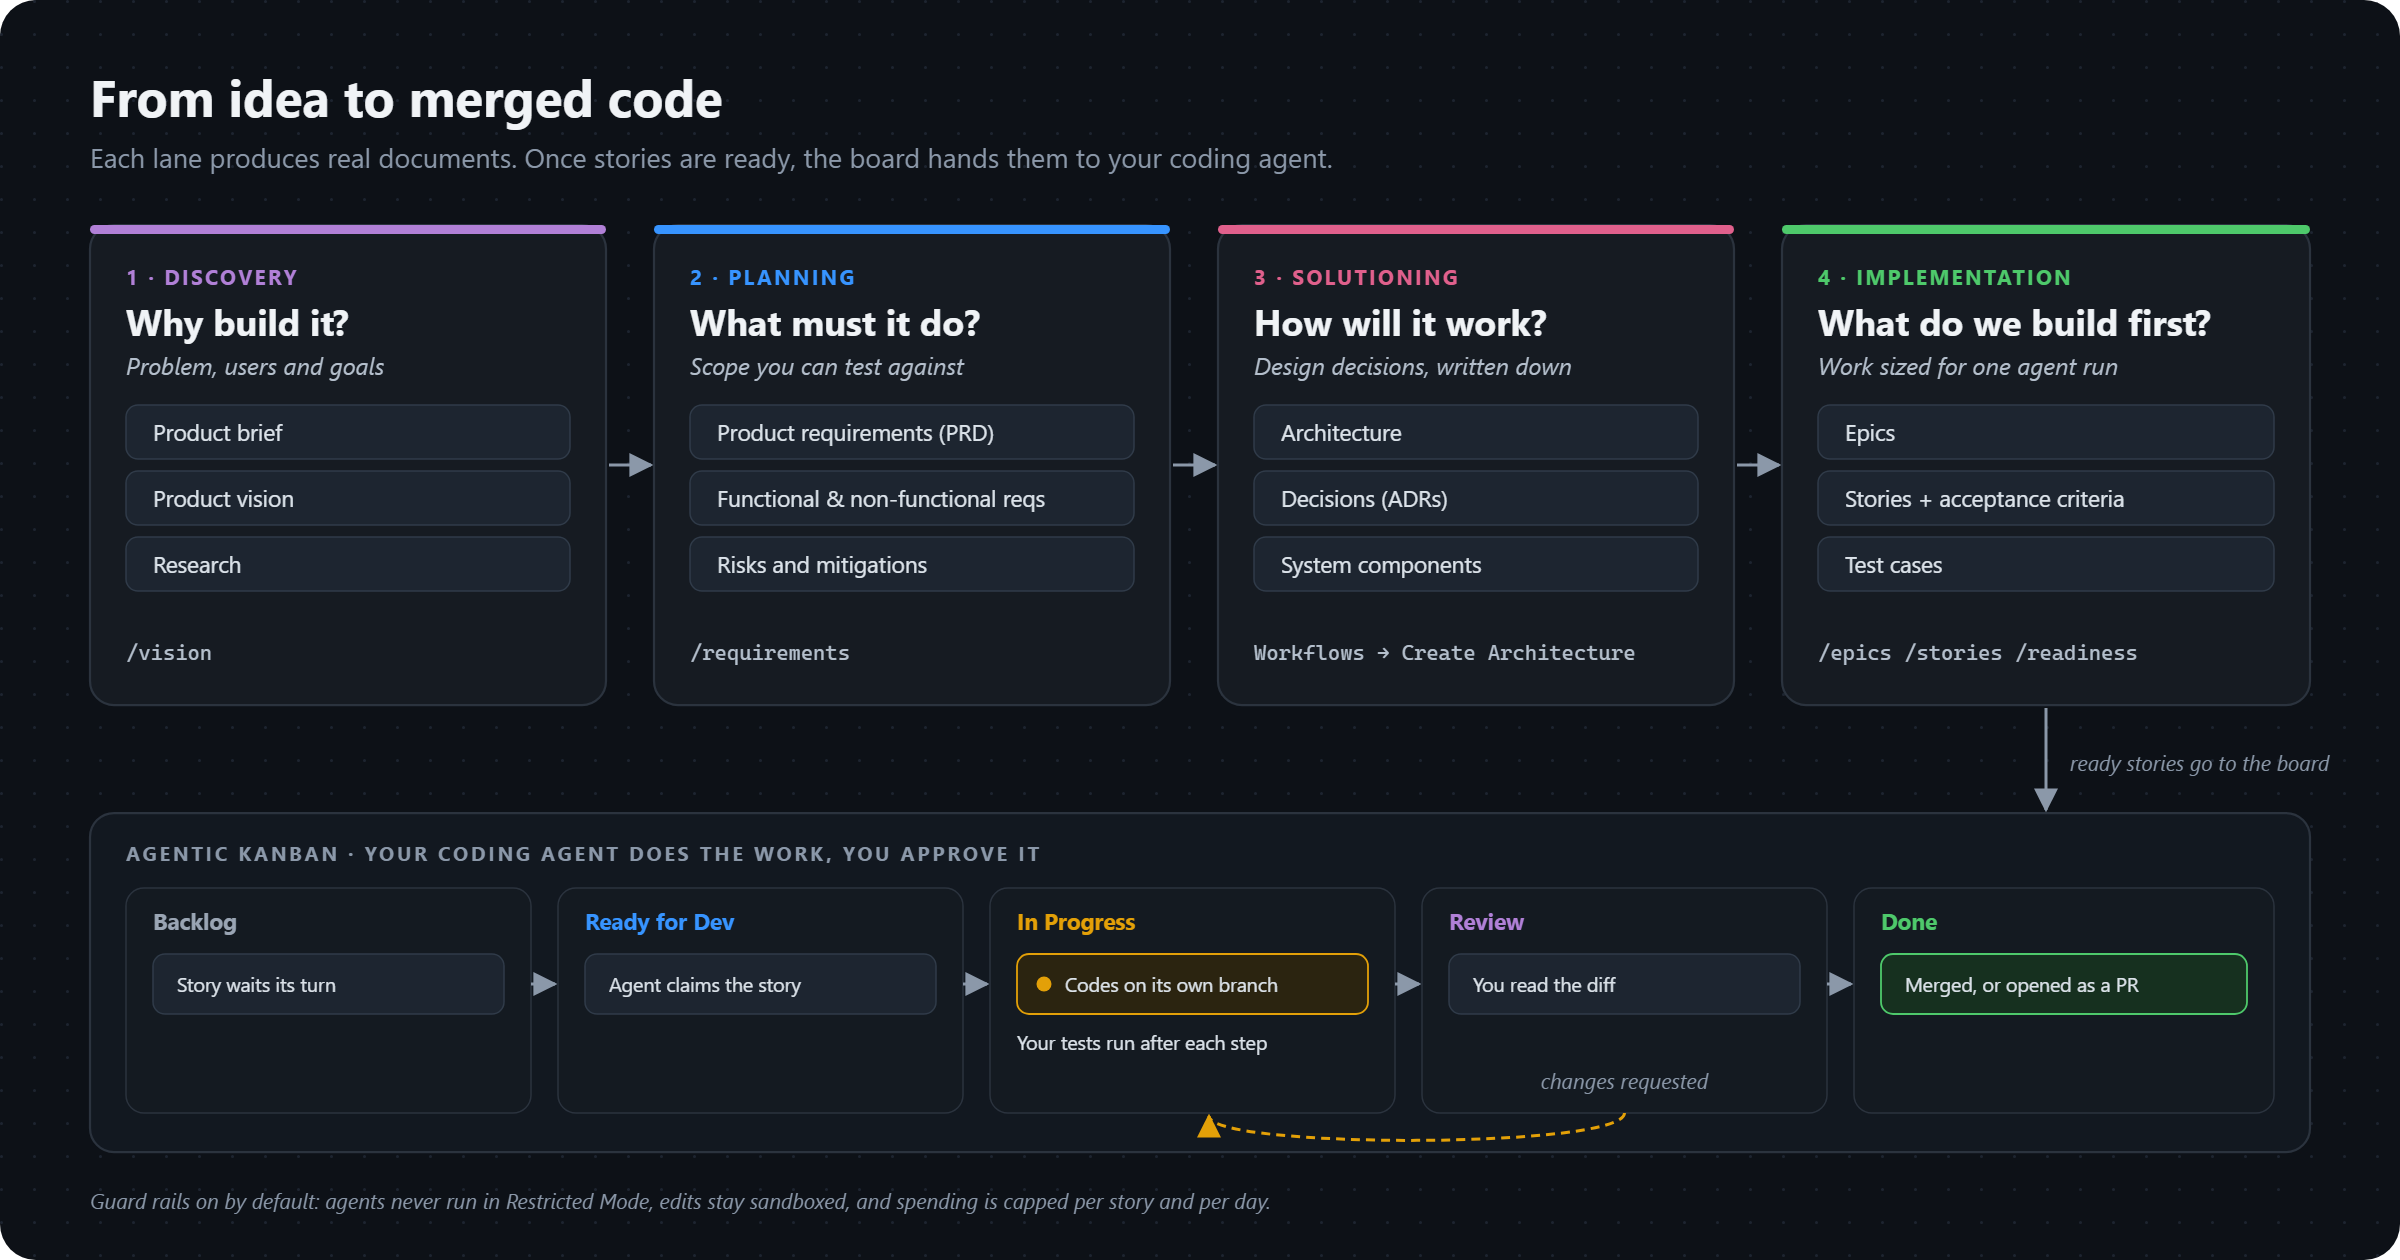 From idea to merged code
Each lane produces real documents. Once stories are ready, the board hands them to your coding agent.
1 · DISCOVERY
Why build it?
Problem, users and goals
Product brief
Product vision
Research
/vision
2 · PLANNING
What must it do?
Scope you can test against
Product requirements (PRD)
Functional & non-functional reqs
Risks and mitigations
/requirements
3 · SOLUTIONING
How will it work?
Design decisions, written down
Architecture
Decisions (ADRs)
System components
Workflows → Create Architecture
4 · IMPLEMENTATION
What do we build first?
Work sized for one agent run
Epics
Stories + acceptance criteria
Test cases
/epics /stories /readiness
ready stories go to the board
AGENTIC KANBAN · YOUR CODING AGENT DOES THE WORK, YOU APPROVE IT
Backlog
Story waits its turn
Ready for Dev
Agent claims the story
In Progress
Codes on its own branch
Your tests run after each step
Review
You read the diff
changes requested
Done
Merged, or opened as a PR
Guard rails on by default: agents never run in Restricted Mode, edits stay sandboxed, and spending is capped per story and per day.